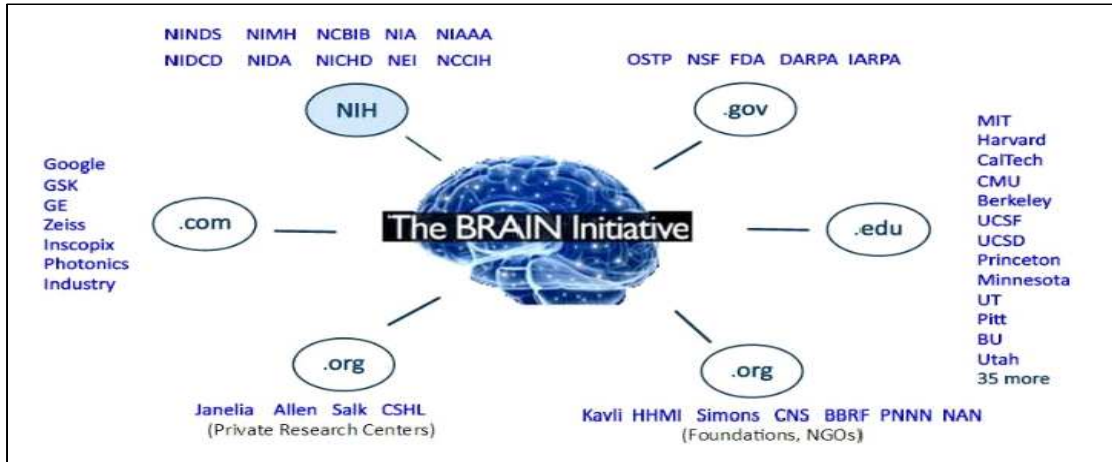 NINDS NIMH NCBIB NIA NIAAA
NIDCD NIDA NICHD NEI NCCIH
NIH
OSTP NSF FDA DARPA IARPA
.gov
Google
GSK
GE
Zeiss
Inscopix
Photonics
Industry
.com
The BRAIN Initiative
.edu
MIT
Harvard
CalTech
CMU
Berkeley
UCSF
UCSD
Princeton
Minnesota
UT
Pitt
BU
Utah
35 more
.org
Janelia Allen Salk CSHL
(Private Research Centers)
.org
Kavli HHMI Simons CNS BBRF PNNN NAN
(Foundations, NGOs)